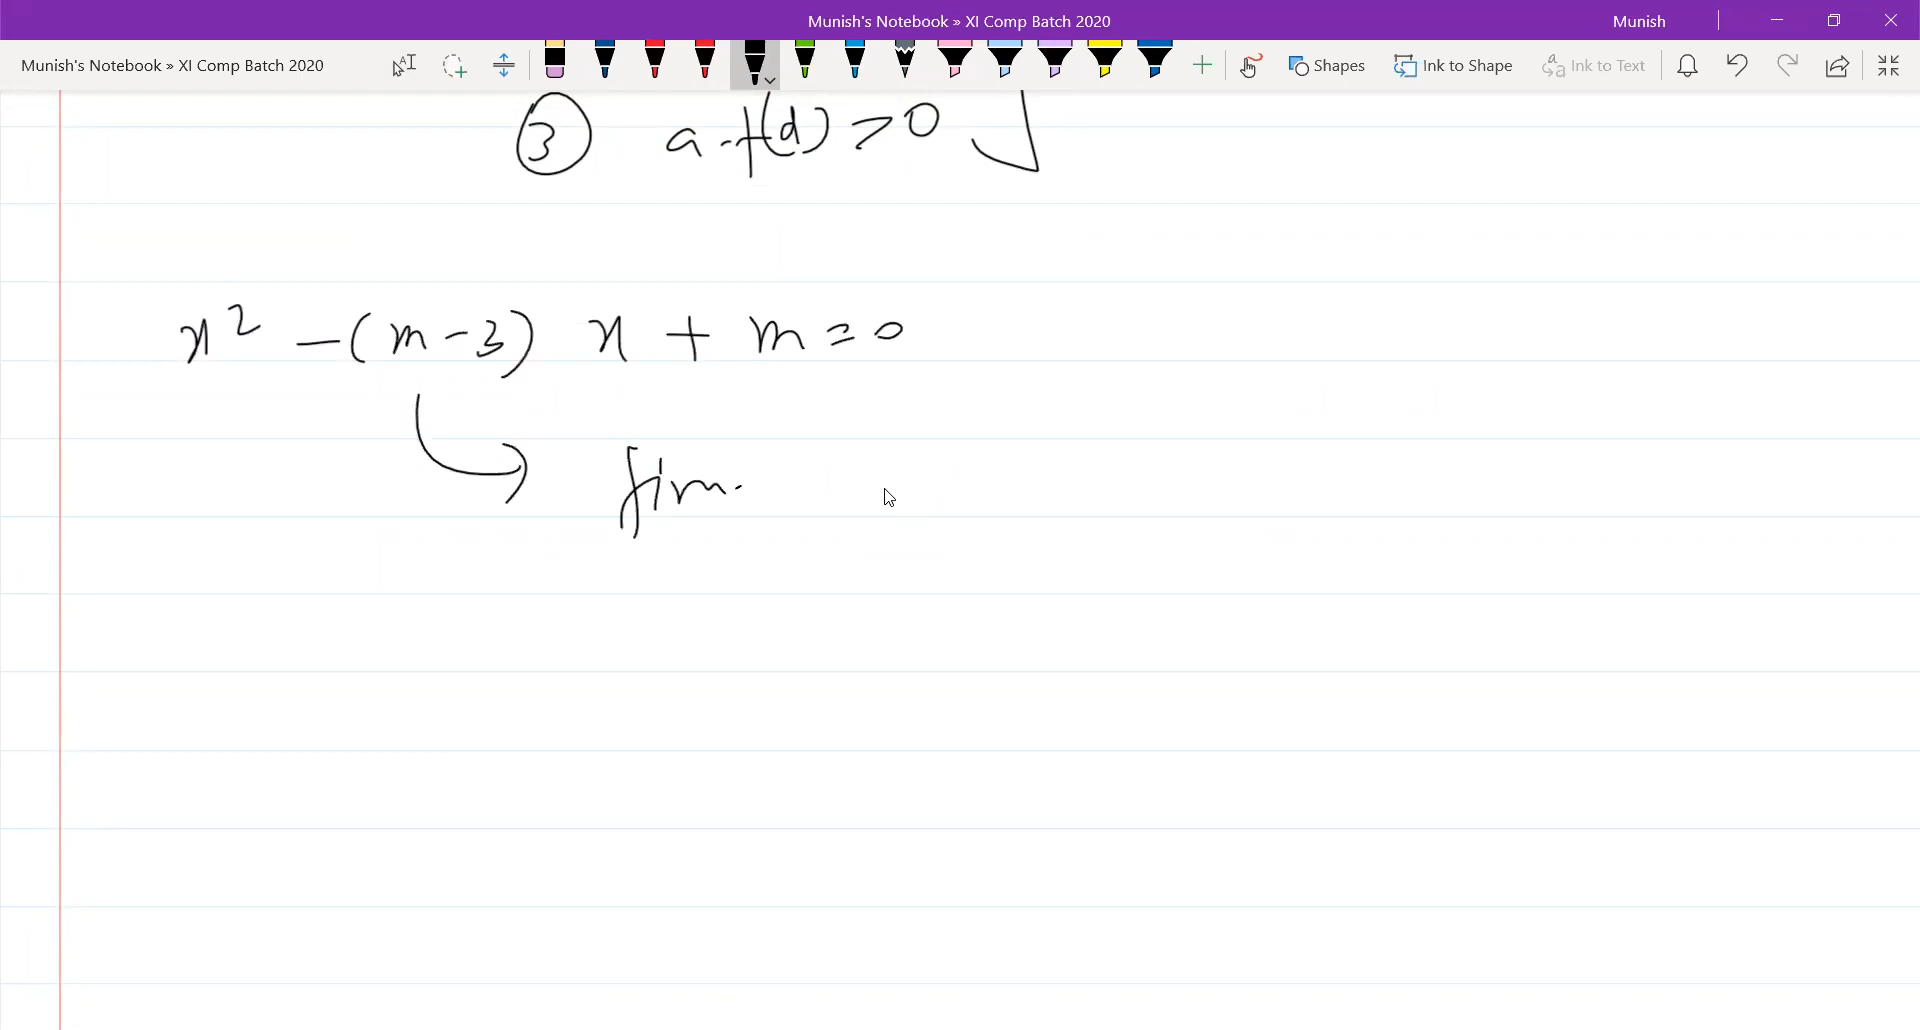 Munish's Notebook » XI Comp Batch 2020 Munish
Munish's Notebook » XI Comp Batch 2020 Shapes Ink to Shape Ink to Text
③ a.f(d) > 0
x² - (m-3) x + m = 0